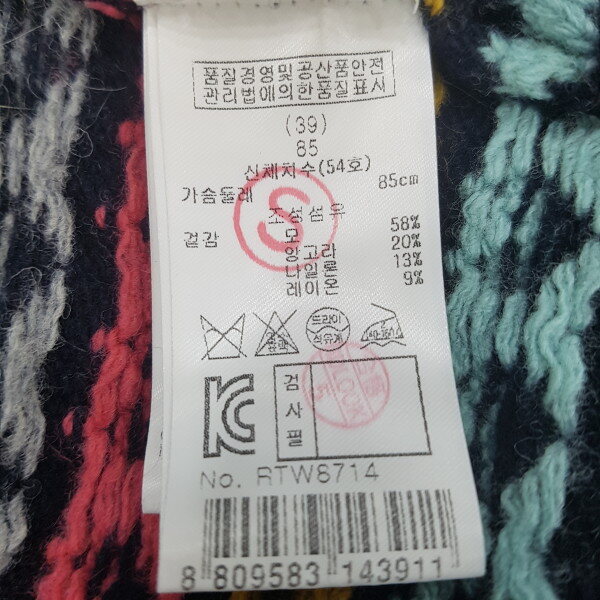 품질경영및공산품안전
관리법에의한품질표시
(39)
85
신체치수(54호)
가슴둘레 85cm
S
조성섬유
겉감 모 58%
앙고라 20%
나일론 13%
레이온 9%
드라이
석유계
검사필
No. RTW8714
8 809583 143911